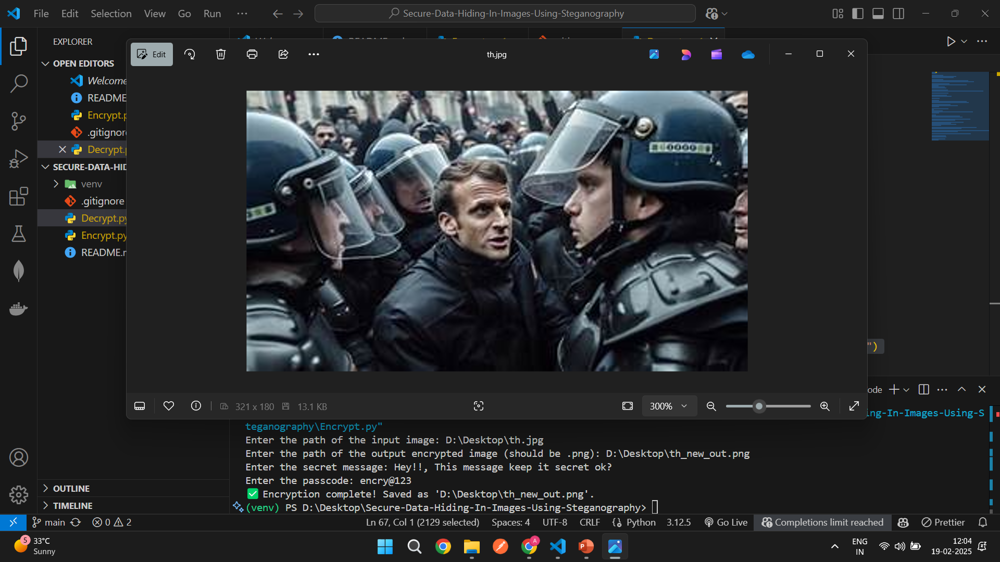 File Edit Selection View Go Run
Secure-Data-Hiding-In-Images-Using-Steganography
EXPLORER
OPEN EDITORS
Welcome
README
Encrypt.p
.gitignore
Decrypt.p
SECURE-DATA-HID
venv
.gitignore
Decrypt.py
Encrypt.py
README.r
OUTLINE
TIMELINE
Edit
th.jpg
321 x 180
13.1 KB
300%
")
ode
ing-In-Images-Using-S
teganography\Encrypt.py"
Enter the path of the input image: D:\Desktop\th.jpg
Enter the path of the output encrypted image (should be .png): D:\Desktop\th_new_out.png
Enter the secret message: Hey!!, This message keep it secret ok?
Enter the passcode: encry@123
✅ Encryption complete! Saved as 'D:\Desktop\th_new_out.png'.
(venv) PS D:\Desktop\Secure-Data-Hiding-In-Images-Using-Steganography>
main 0 2 Ln 67, Col 1 (2129 selected) Spaces: 4 UTF-8 CRLF {} Python 3.12.5 Go Live Completions limit reached Prettier
5
33°C
Sunny
A
P
ENG
IN
12:04
19-02-2025